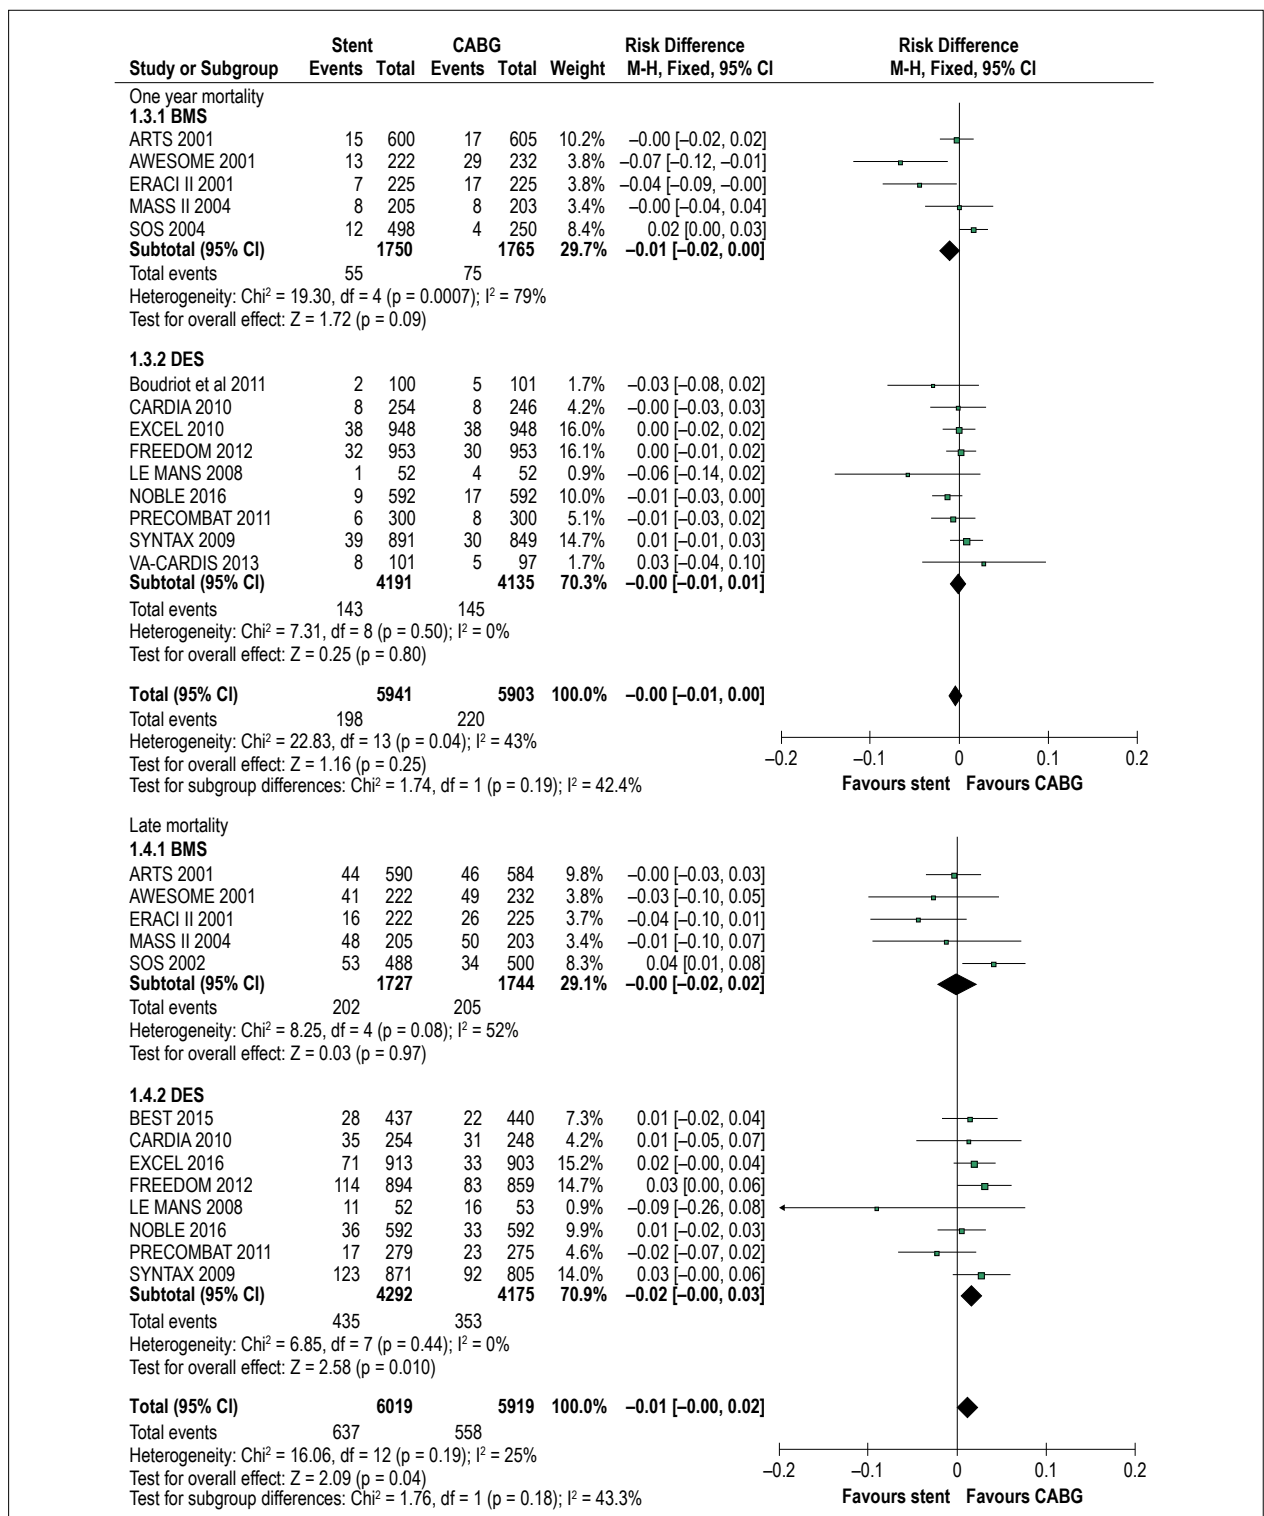 Stent CABG Risk Difference Risk Difference
Study or Subgroup Events Total Events Total Weight M-H, Fixed, 95% CI M-H, Fixed, 95% CI
One year mortality
1.3.1 BMS
ARTS 2001 15 600 17 605 10.2% –0.00 [–0.02, 0.02]
AWESOME 2001 13 222 29 232 3.8% –0.07 [–0.12, –0.01]
ERACI II 2001 7 225 17 225 3.8% –0.04 [–0.09, –0.00]
MASS II 2004 8 205 8 203 3.4% –0.00 [–0.04, 0.04]
SOS 2004 12 498 4 250 8.4% 0.02 [0.00, 0.03]
Subtotal (95% CI) 1750 1765 29.7% –0.01 [–0.02, 0.00]
Total events 55 75
Heterogeneity: Chi² = 19.30, df = 4 (p = 0.0007); I² = 79%
Test for overall effect: Z = 1.72 (p = 0.09)
1.3.2 DES
Boudriot et al 2011 2 100 5 101 1.7% –0.03 [–0.08, 0.02]
CARDIA 2010 8 254 8 246 4.2% –0.00 [–0.03, 0.03]
EXCEL 2010 38 948 38 948 16.0% 0.00 [–0.02, 0.02]
FREEDOM 2012 32 953 30 953 16.1% 0.00 [–0.01, 0.02]
LE MANS 2008 1 52 4 52 0.9% –0.06 [–0.14, 0.02]
NOBLE 2016 9 592 17 592 10.0% –0.01 [–0.03, 0.00]
PRECOMBAT 2011 6 300 8 300 5.1% –0.01 [–0.03, 0.02]
SYNTAX 2009 39 891 30 849 14.7% 0.01 [–0.01, 0.03]
VA-CARDIS 2013 8 101 5 97 1.7% 0.03 [–0.04, 0.10]
Subtotal (95% CI) 4191 4135 70.3% –0.00 [–0.01, 0.01]
Total events 143 145
Heterogeneity: Chi² = 7.31, df = 8 (p = 0.50); I² = 0%
Test for overall effect: Z = 0.25 (p = 0.80)
Total (95% CI) 5941 5903 100.0% –0.00 [–0.01, 0.00]
Total events 198 220
Heterogeneity: Chi² = 22.83, df = 13 (p = 0.04); I² = 43%
Test for overall effect: Z = 1.16 (p = 0.25)
Test for subgroup differences: Chi² = 1.74, df = 1 (p = 0.19); I² = 42.4%
–0.2 –0.1 0 0.1 0.2
Favours stent Favours CABG
Late mortality
1.4.1 BMS
ARTS 2001 44 590 46 584 9.8% –0.00 [–0.03, 0.03]
AWESOME 2001 41 222 49 232 3.8% –0.03 [–0.10, 0.05]
ERACI II 2001 16 222 26 225 3.7% –0.04 [–0.10, 0.01]
MASS II 2004 48 205 50 203 3.4% –0.01 [–0.10, 0.07]
SOS 2002 53 488 34 500 8.3% 0.04 [0.01, 0.08]
Subtotal (95% CI) 1727 1744 29.1% –0.00 [–0.02, 0.02]
Total events 202 205
Heterogeneity: Chi² = 8.25, df = 4 (p = 0.08); I² = 52%
Test for overall effect: Z = 0.03 (p = 0.97)
1.4.2 DES
BEST 2015 28 437 22 440 7.3% 0.01 [–0.02, 0.04]
CARDIA 2010 35 254 31 248 4.2% 0.01 [–0.05, 0.07]
EXCEL 2016 71 913 33 903 15.2% 0.02 [–0.00, 0.04]
FREEDOM 2012 114 894 83 859 14.7% 0.03 [0.00, 0.06]
LE MANS 2008 11 52 16 53 0.9% –0.09 [–0.26, 0.08]
NOBLE 2016 36 592 33 592 9.9% 0.01 [–0.02, 0.03]
PRECOMBAT 2011 17 279 23 275 4.6% –0.02 [–0.07, 0.02]
SYNTAX 2009 123 871 92 805 14.0% 0.03 [–0.00, 0.06]
Subtotal (95% CI) 4292 4175 70.9% –0.02 [–0.00, 0.03]
Total events 435 353
Heterogeneity: Chi² = 6.85, df = 7 (p = 0.44); I² = 0%
Test for overall effect: Z = 2.58 (p = 0.010)
Total (95% CI) 6019 5919 100.0% –0.01 [–0.00, 0.02]
Total events 637 558
Heterogeneity: Chi² = 16.06, df = 12 (p = 0.19); I² = 25%
Test for overall effect: Z = 2.09 (p = 0.04)
Test for subgroup differences: Chi² = 1.76, df = 1 (p = 0.18); I² = 43.3%
–0.2 –0.1 0 0.1 0.2
Favours stent Favours CABG